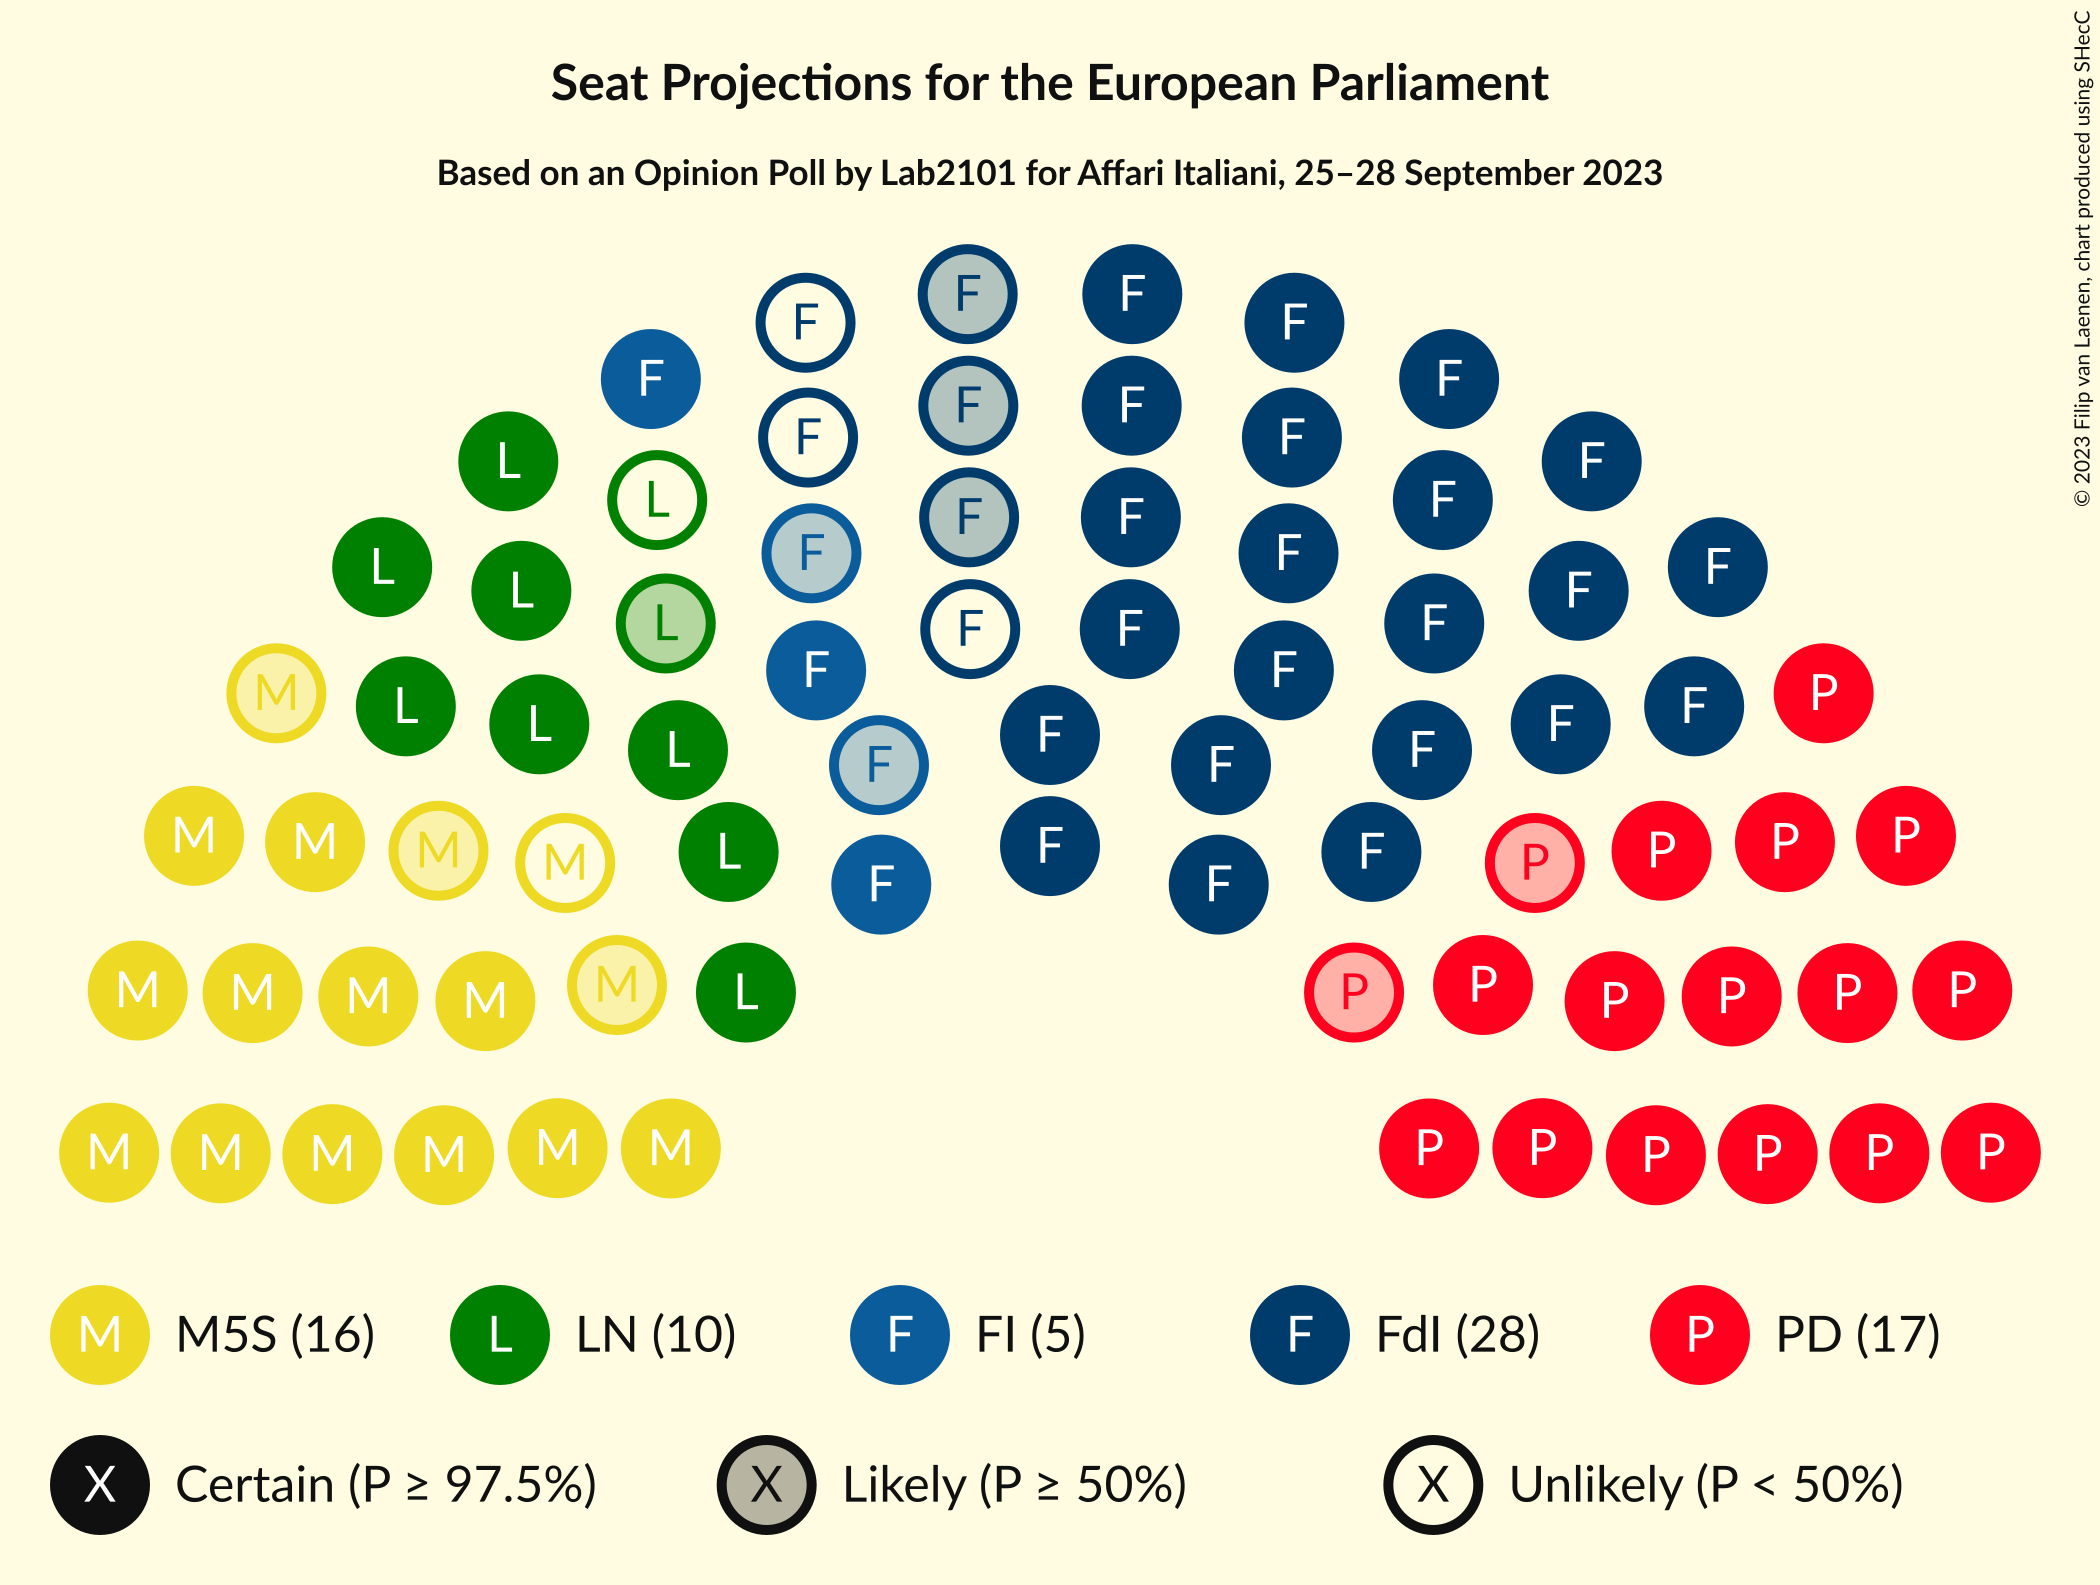 Seat Projections for the European Parliament
Based on an Opinion Poll by Lab2101 for Affari Italiani, 25–28 September 2023
© 2023 Filip van Laenen, chart produced using SHecC
F F F F
F F
F F F F
L F
L F F F F F
L L F F
L F F F F
M L L L F F F F F F P
F F F
M M M M L F F F P P P P
F F
M M M M M L P P P P P P
M M M M M M P P P P P P
M M5S (16) L LN (10) F FI (5) F FdI (28) P PD (17)
X Certain (P ≥ 97.5%) X Likely (P ≥ 50%) X Unlikely (P < 50%)